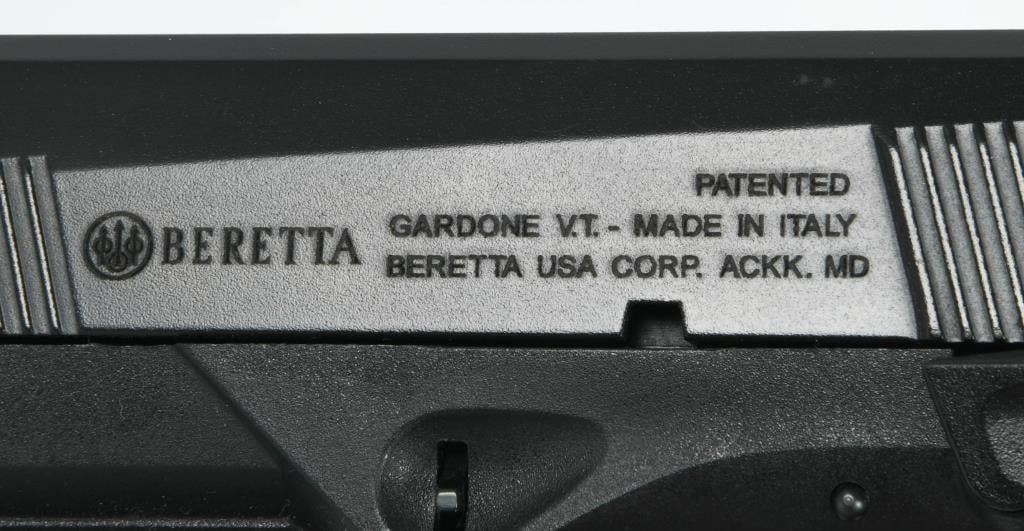 BERETTA
PATENTED
GARDONE V.T. - MADE IN ITALY
BERETTA USA CORP. ACKK. MD